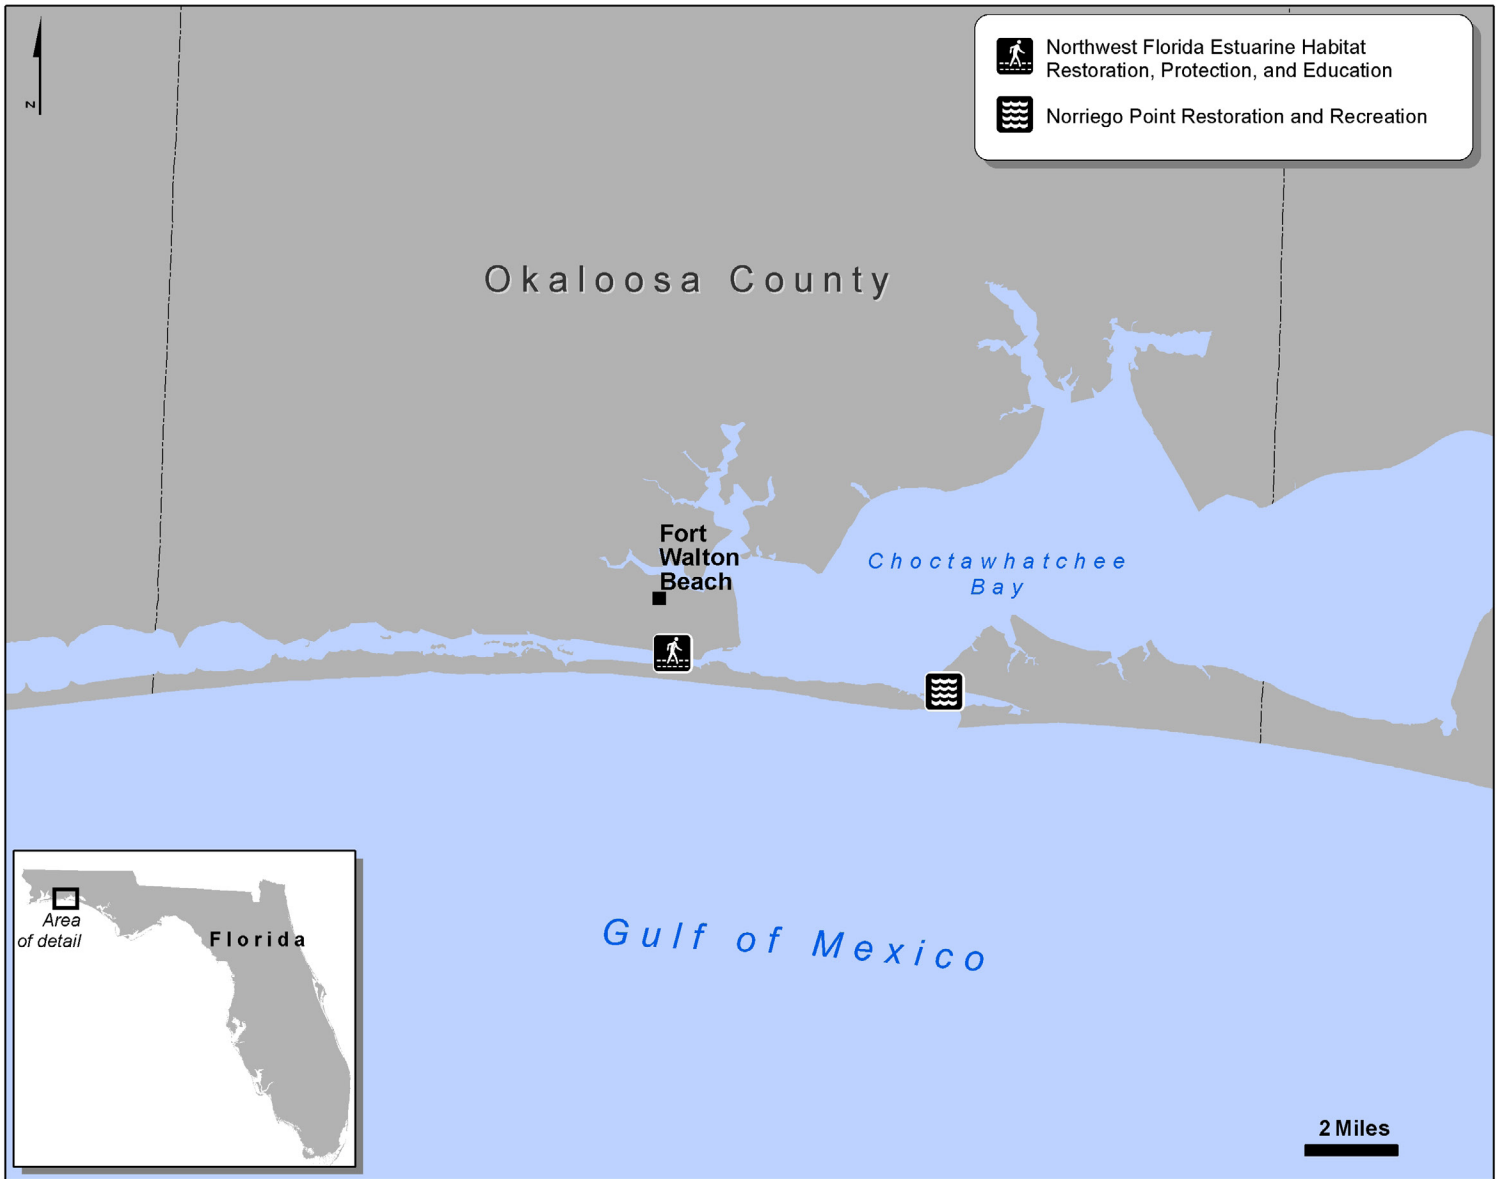 N
Northwest Florida Estuarine Habitat
Restoration, Protection, and Education
Norriego Point Restoration and Recreation
Okaloosa County
Fort
Walton
Beach
Choctawhatchee
Bay
Area
of detail
Florida
Gulf of Mexico
2 Miles